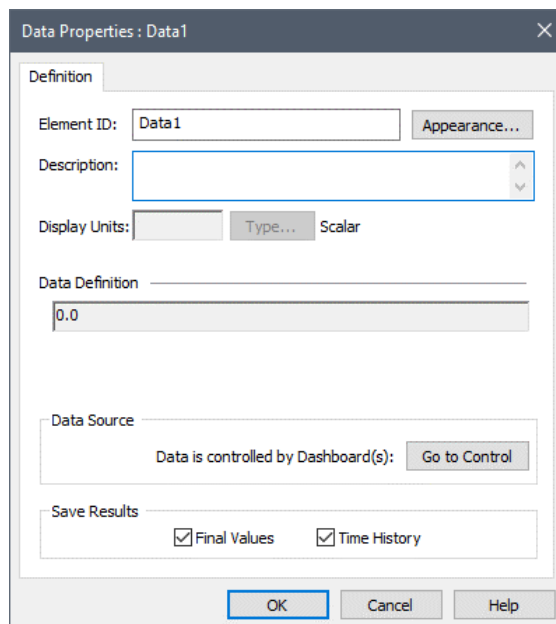 Data Properties : Data1
Definition
Element ID: Data1 Appearance...
Description:
Display Units: Type... Scalar
Data Definition
0.0
Data Source
Data is controlled by Dashboard(s): Go to Control
Save Results
Final Values Time History
OK Cancel Help